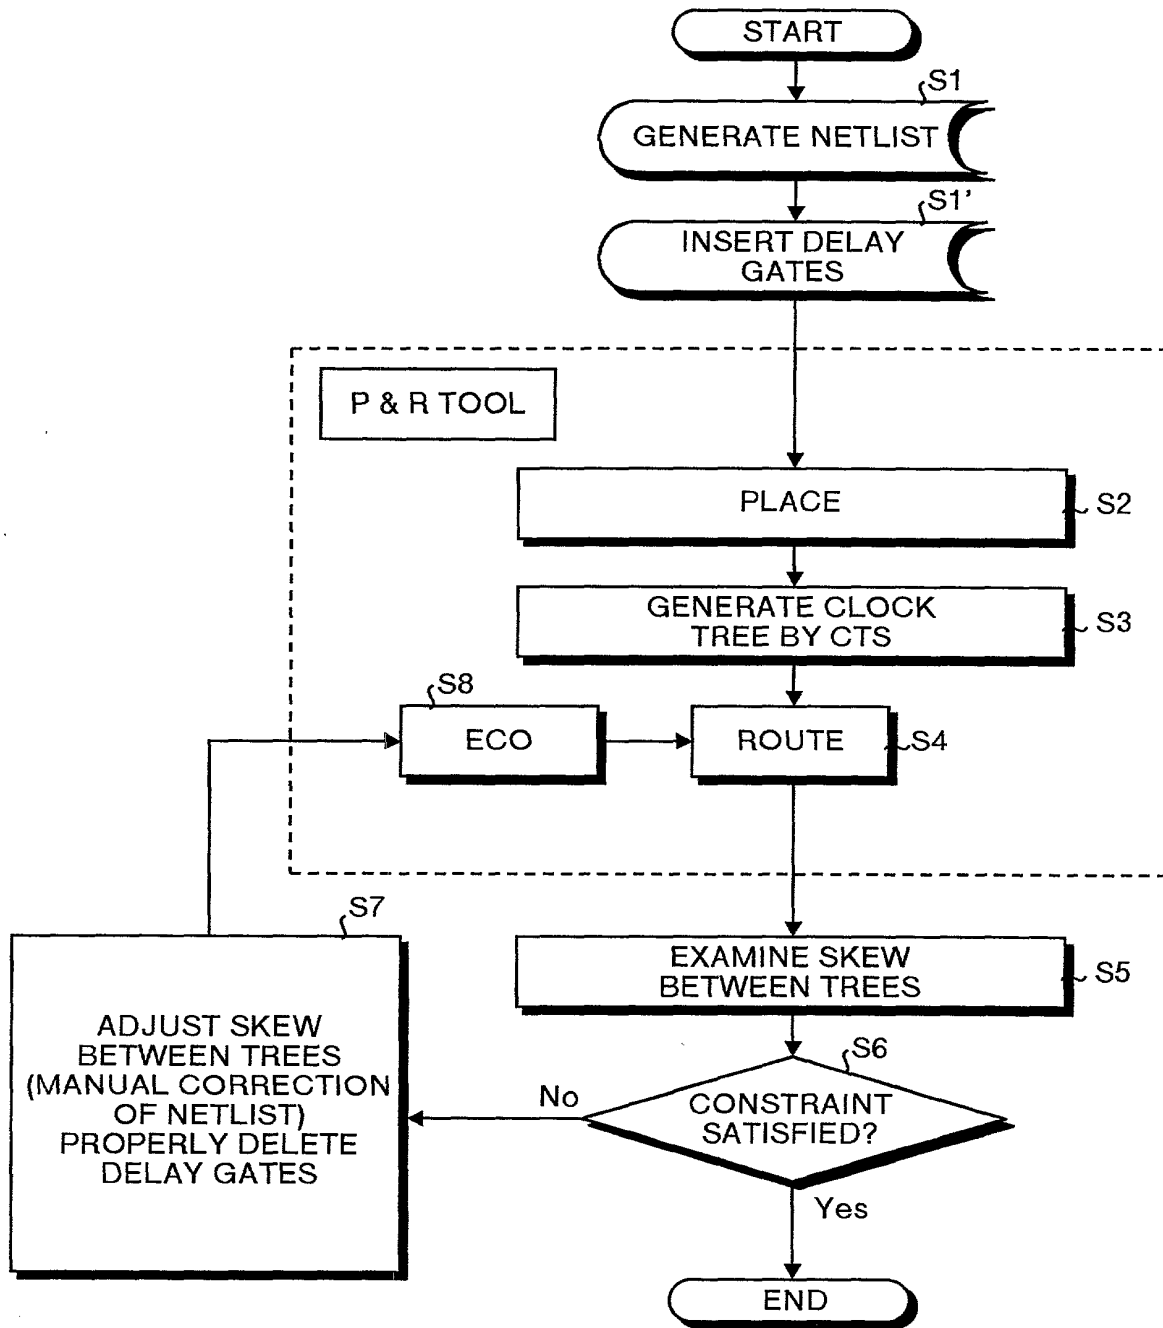 START
S1
GENERATE NETLIST
S1'
INSERT DELAY
GATES
P & R TOOL
PLACE
S2
GENERATE CLOCK
TREE BY CTS
S3
S8
ECO
ROUTE
S4
S7
EXAMINE SKEW
BETWEEN TREES
S5
ADJUST SKEW
BETWEEN TREES
(MANUAL CORRECTION
OF NETLIST)
PROPERLY DELETE
DELAY GATES
S6
No
CONSTRAINT
SATISFIED?
Yes
END